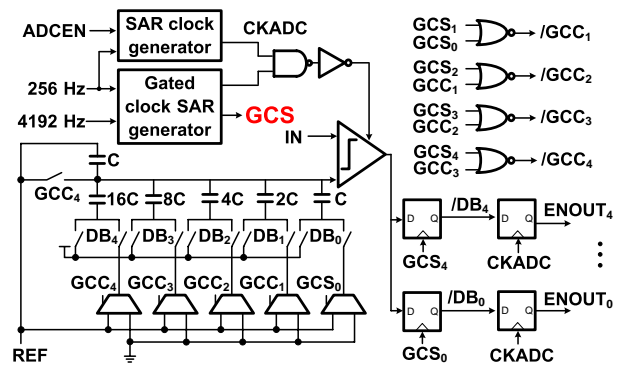 ADCEN
SAR clock
generator
CKADC
256 Hz
4192 Hz
Gated
clock SAR
generator
GCS
IN
C
GCC4
16C
8C
4C
2C
C
DB4
DB3
DB2
DB1
DB0
GCC4
GCC3
GCC2
GCC1
GCS0
REF
GCS1
GCS0
/GCC1
GCS2
GCC1
/GCC2
GCS3
GCC2
/GCC3
GCS4
GCC3
/GCC4
D Q
/DB4
D Q
ENOUT4
GCS4
CKADC
D Q
/DB0
D Q
ENOUT0
GCS0
CKADC